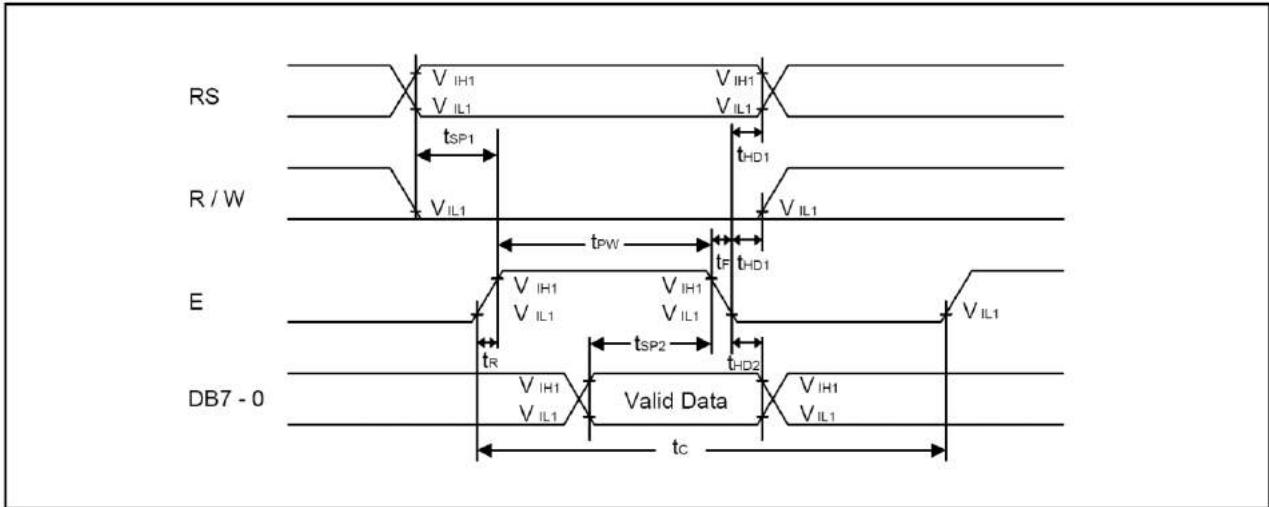 RS
V IH1
V IL1
V IH1
V IL1
tSP1
tHD1
R / W
VIL1
V IL1
tPW
tF
tHD1
E
V IH1
V IL1
V IH1
V IL1
V IL1
tR
tSP2
tHD2
DB7 - 0
V IH1
V IL1
Valid Data
V IH1
V IL1
tC